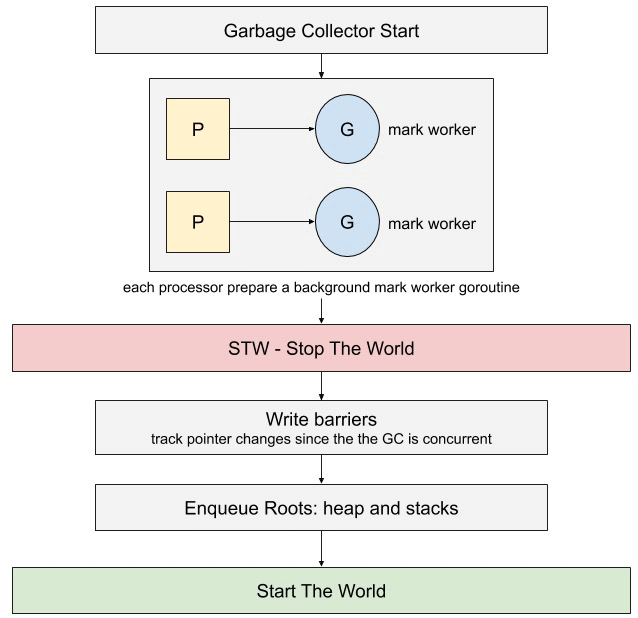 Garbage Collector Start
P
G
mark worker
P
G
mark worker
each processor prepare a background mark worker goroutine
STW - Stop The World
Write barriers
track pointer changes since the the GC is concurrent
Enqueue Roots: heap and stacks
Start The World